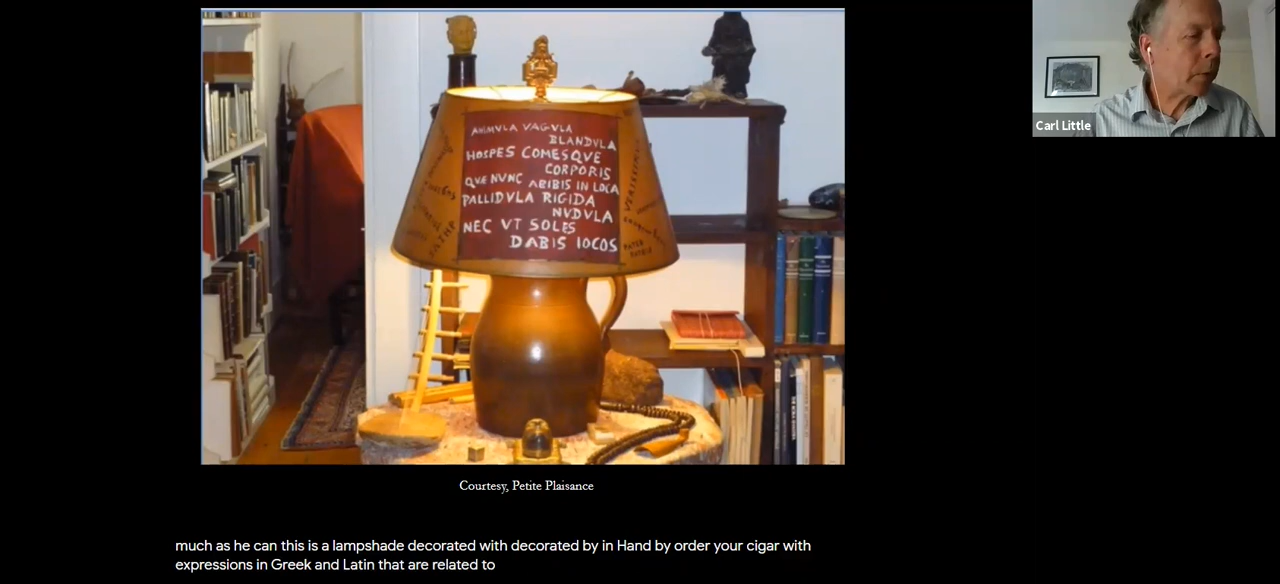 ANIMVLA VAGVLA
BLANDVLA
HOSPES COMESQVE
CORPORIS
QVE NVNC ABIBIS IN LOCA
PALLIDVLA RIGIDA
NVDVLA
NEC VT SOLES
DABIS IOCOS
Carl Little
Courtesy, Petite Plaisance
much as he can this is a lampshade decorated with decorated by in Hand by order your cigar with
expressions in Greek and Latin that are related to